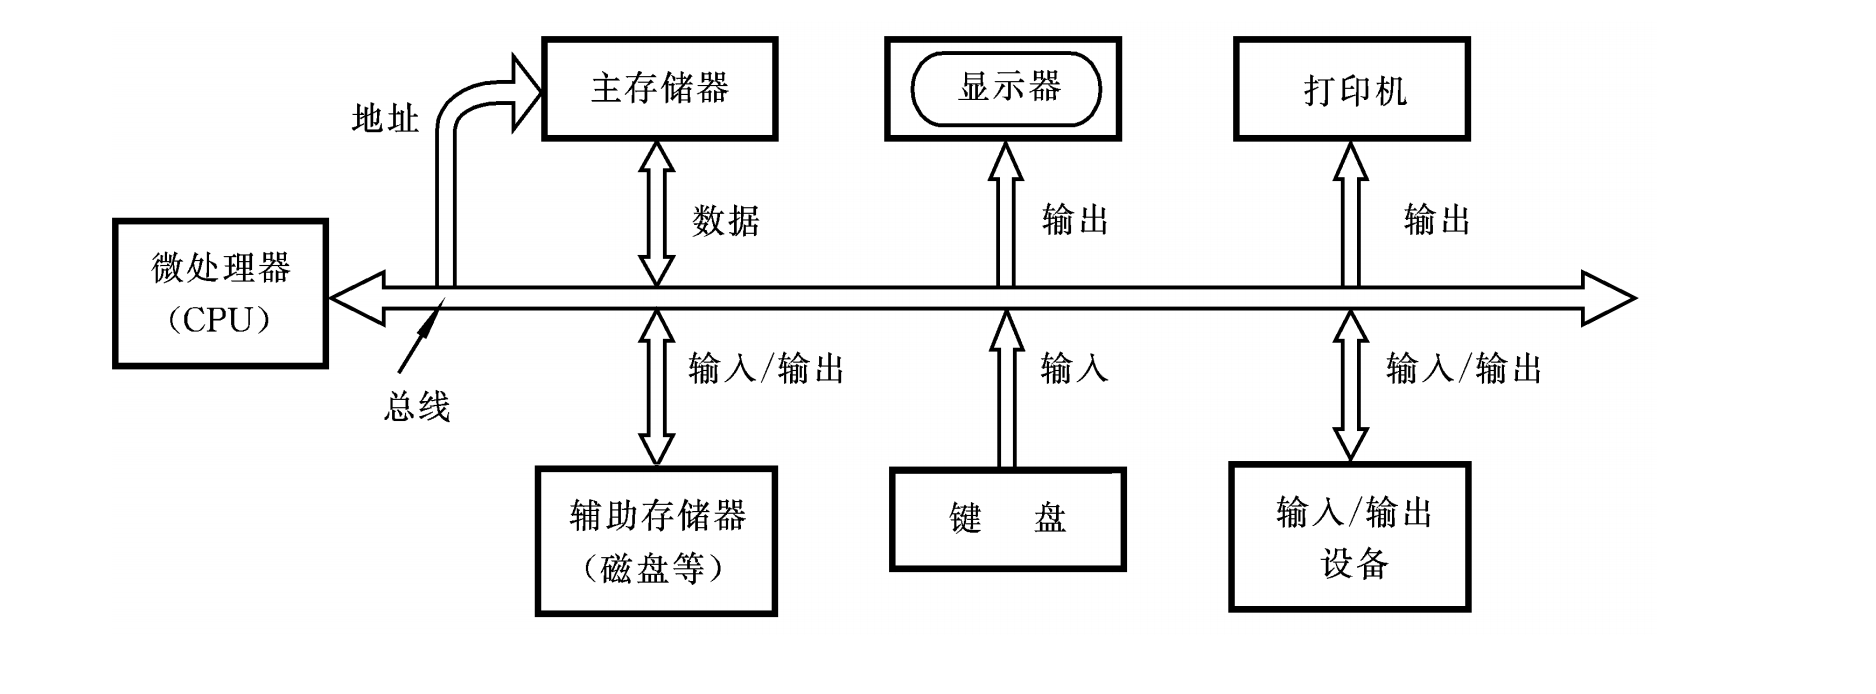 主存储器
显示器
打印机
地址
数据
输出
输出
微处理器
（CPU）
总线
输入/输出
输入
输入/输出
辅助存储器
（磁盘等）
键 盘
输入/输出
设备